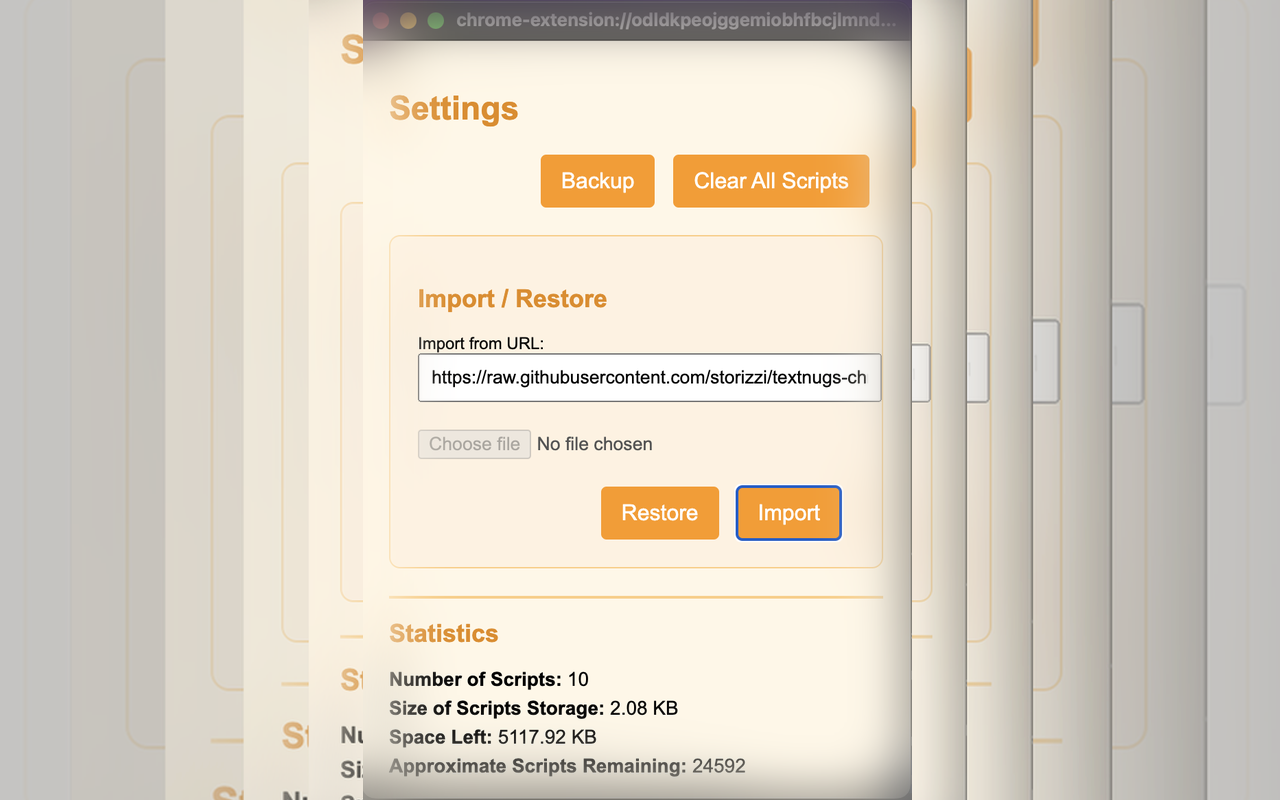 chrome-extension://odldkpeojggemiobhfbcjlmnd...
Settings
Backup Clear All Scripts
Import / Restore
Import from URL:
https://raw.githubusercontent.com/storizzi/textnugs-ch
Choose file No file chosen
Restore Import
Statistics
Number of Scripts: 10
Size of Scripts Storage: 2.08 KB
Space Left: 5117.92 KB
Approximate Scripts Remaining: 24592